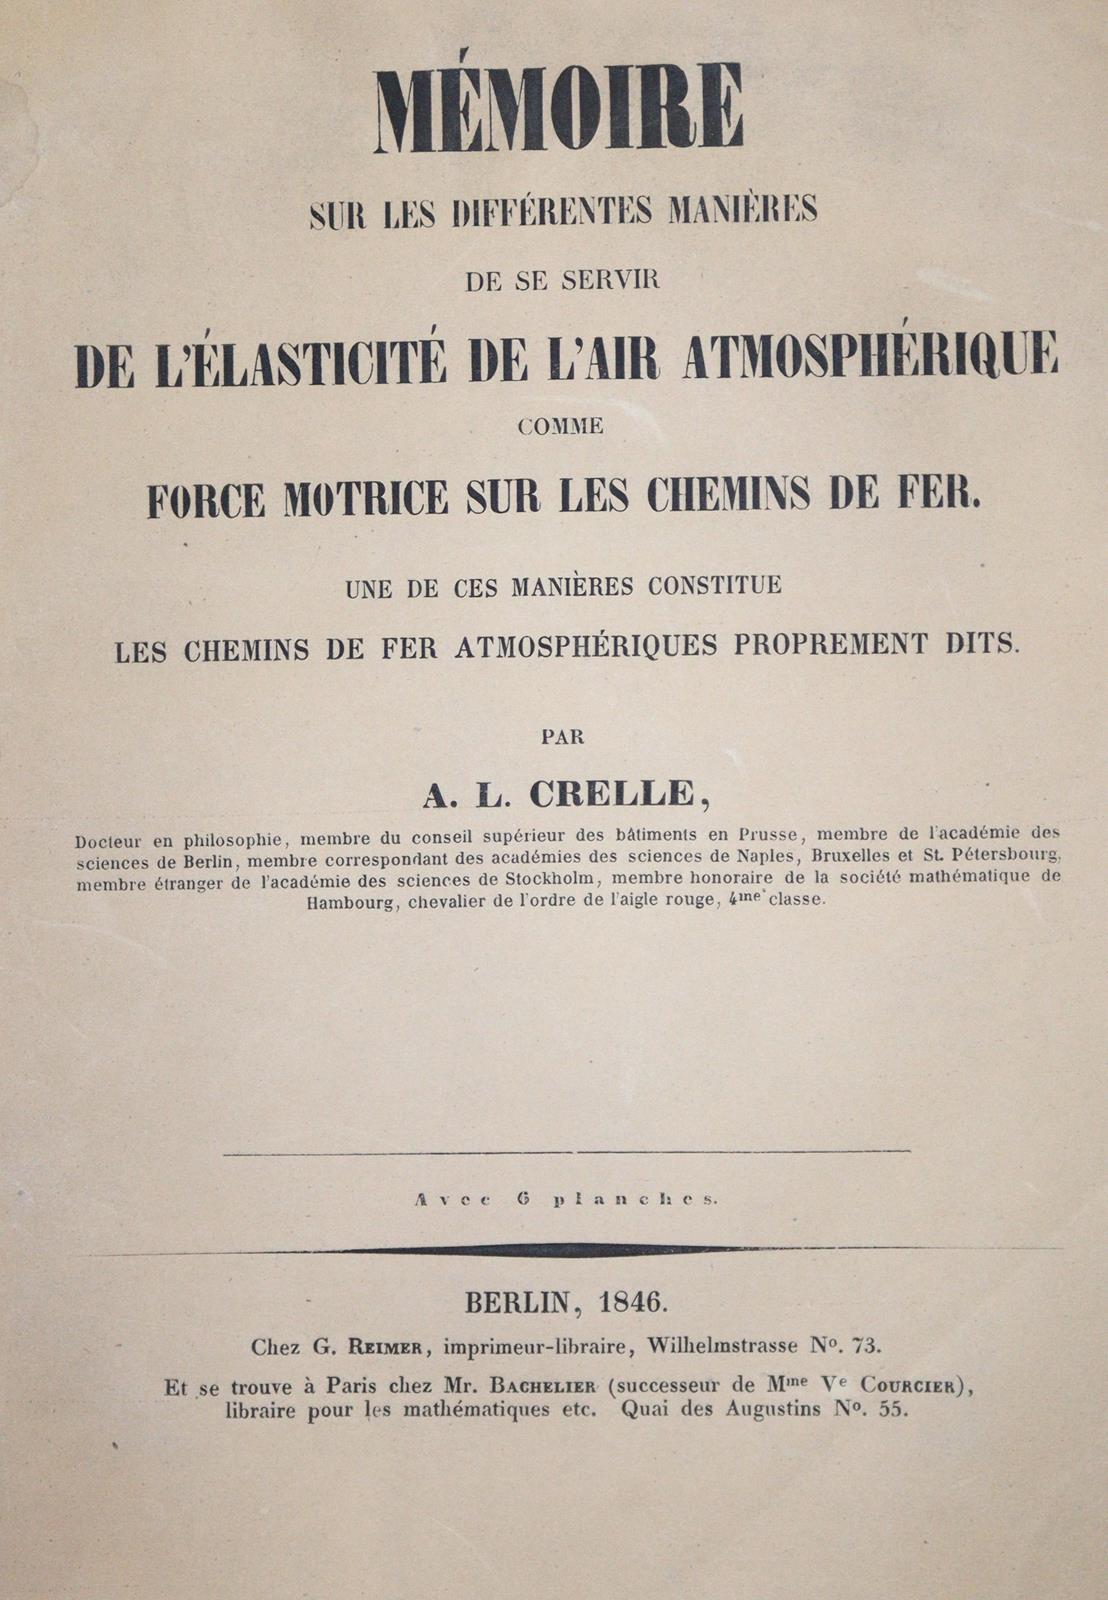 MÉMOIRE
SUR LES DIFFÉRENTES MANIÈRES
DE SE SERVIR
DE L'ÉLASTICITÉ DE L'AIR ATMOSPHÉRIQUE
COMME
FORCE MOTRICE SUR LES CHEMINS DE FER.
UNE DE CES MANIÈRES CONSTITUE
LES CHEMINS DE FER ATMOSPHÉRIQUES PROPREMENT DITS.
PAR
A. L. CRELLE,
Docteur en philosophie, membre du conseil supérieur des bâtiments en Prusse, membre de l'académie des
sciences de Berlin, membre correspondant des académies des sciences de Naples, Bruxelles et St. Pétersbourg,
membre étranger de l'académie des sciences de Stockholm, membre honoraire de la société mathématique de
Hambourg, chevalier de l'ordre de l'aigle rouge, 4me classe.
Avec 6 planches.
BERLIN, 1846.
Chez G. REIMER, imprimeur-libraire, Wilhelmstrasse No. 73.
Et se trouve à Paris chez Mr. BACHELIER (successeur de Mme Ve COURCIER),
libraire pour les mathématiques etc. Quai des Augustins No. 55.